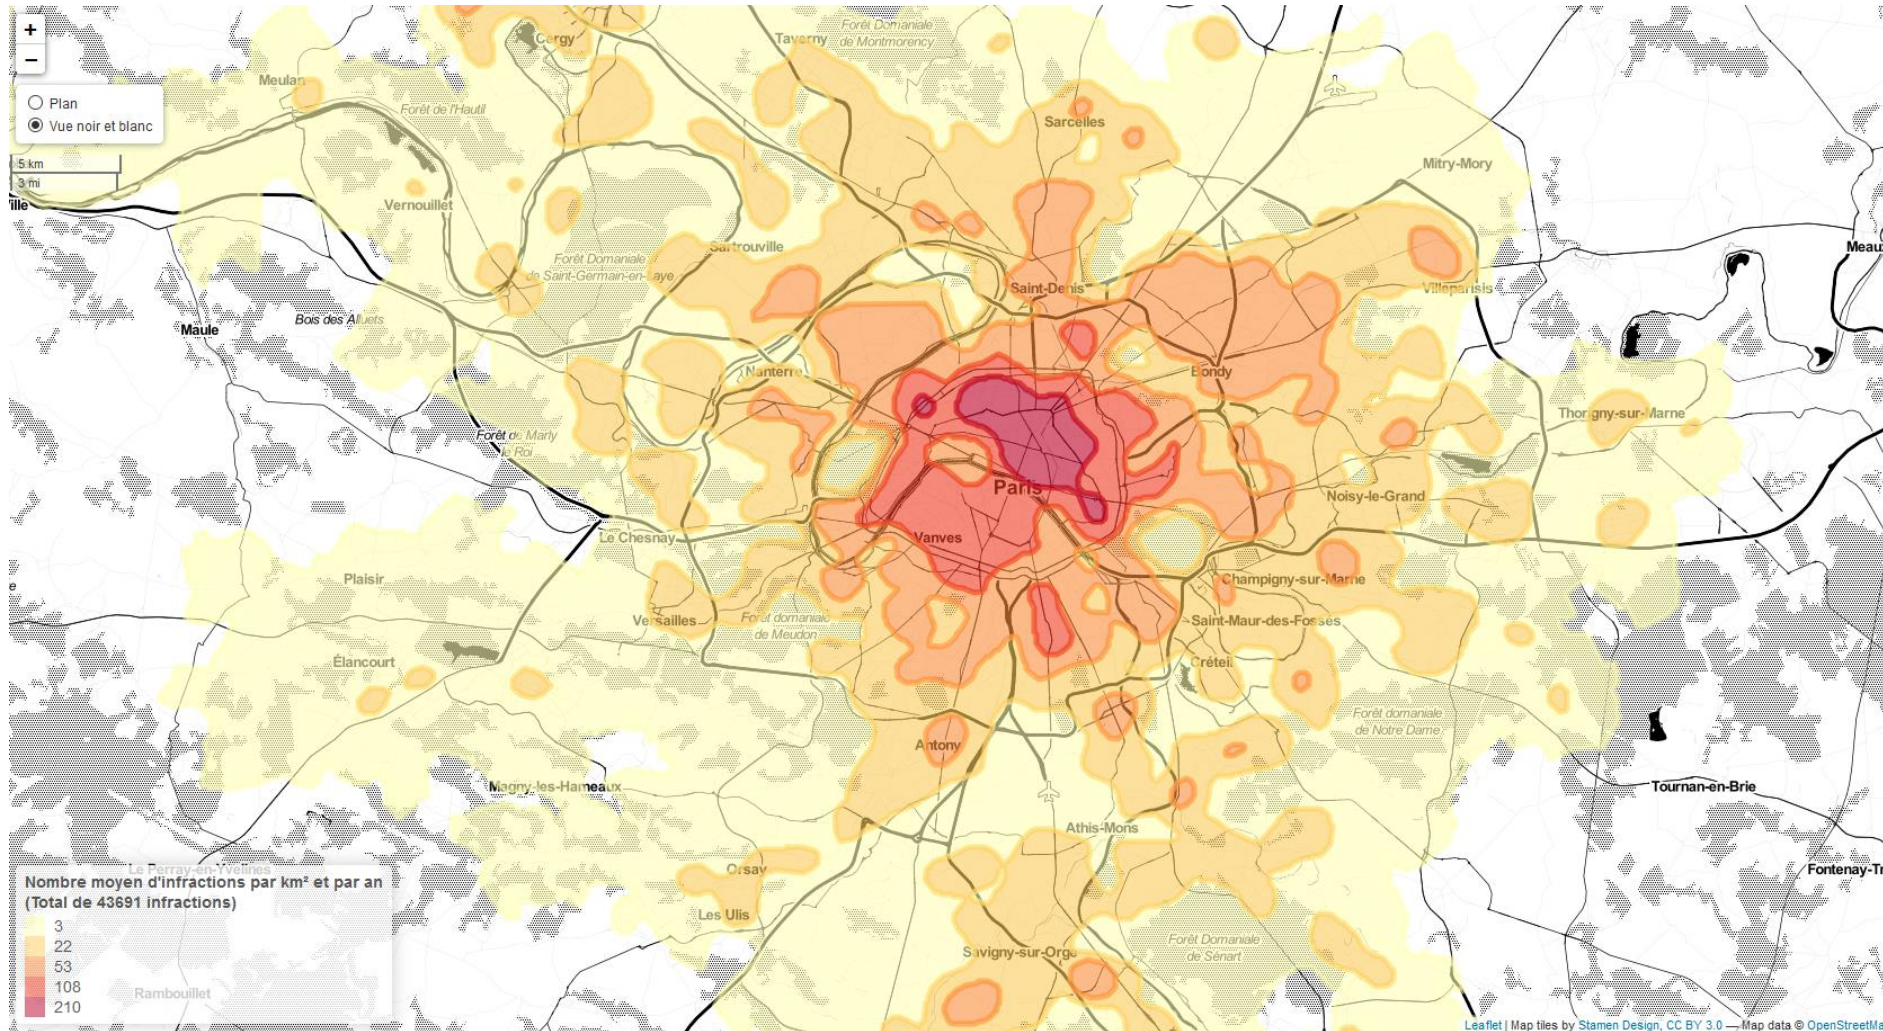 +
Cergy
Taverny
Forêt Domaniale
de Montmorency
−
Meulan
Plan
Forêt de l'Hautil
Vue noir et blanc
Sarcelles
5 km
3 mi
Mitry-Mory
ville
Vernouillet
Sartrouville
Meaux
Forêt Domaniale
de Saint-Germain-en-Laye
Saint-Denis
Villeparisis
Bois des Alluets
Maule
Nanterre
Bondy
Thorigny-sur-Marne
Forêt de Marly
le Roi
Paris
Noisy-le-Grand
Le Chesnay
Vanves
Plaisir
Champigny-sur-Marne
Versailles
Forêt domaniale
de Meudon
Saint-Maur-des-Fossés
Élancourt
Créteil
Forêt domaniale
de Notre Dame
Antony
Magny-les-Hameaux
Tournan-en-Brie
Athis-Mons
Le Perray-en-Yvelines
Orsay
Fontenay-Tr
Nombre moyen d'infractions par km² et par an
(Total de 43691 infractions)
3
22
53
108
210
Les Ulis
Savigny-sur-Orge
Forêt Domaniale
de Sénart
Rambouillet
Leaflet | Map tiles by Stamen Design, CC BY 3.0 — Map data © OpenStreetMa